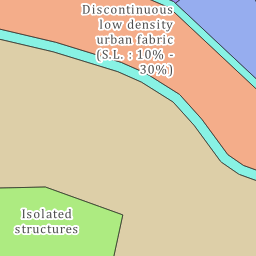 Discontinuous
low density
urban fabric
(S.L. : 10% -
30%)
Isolated
structures